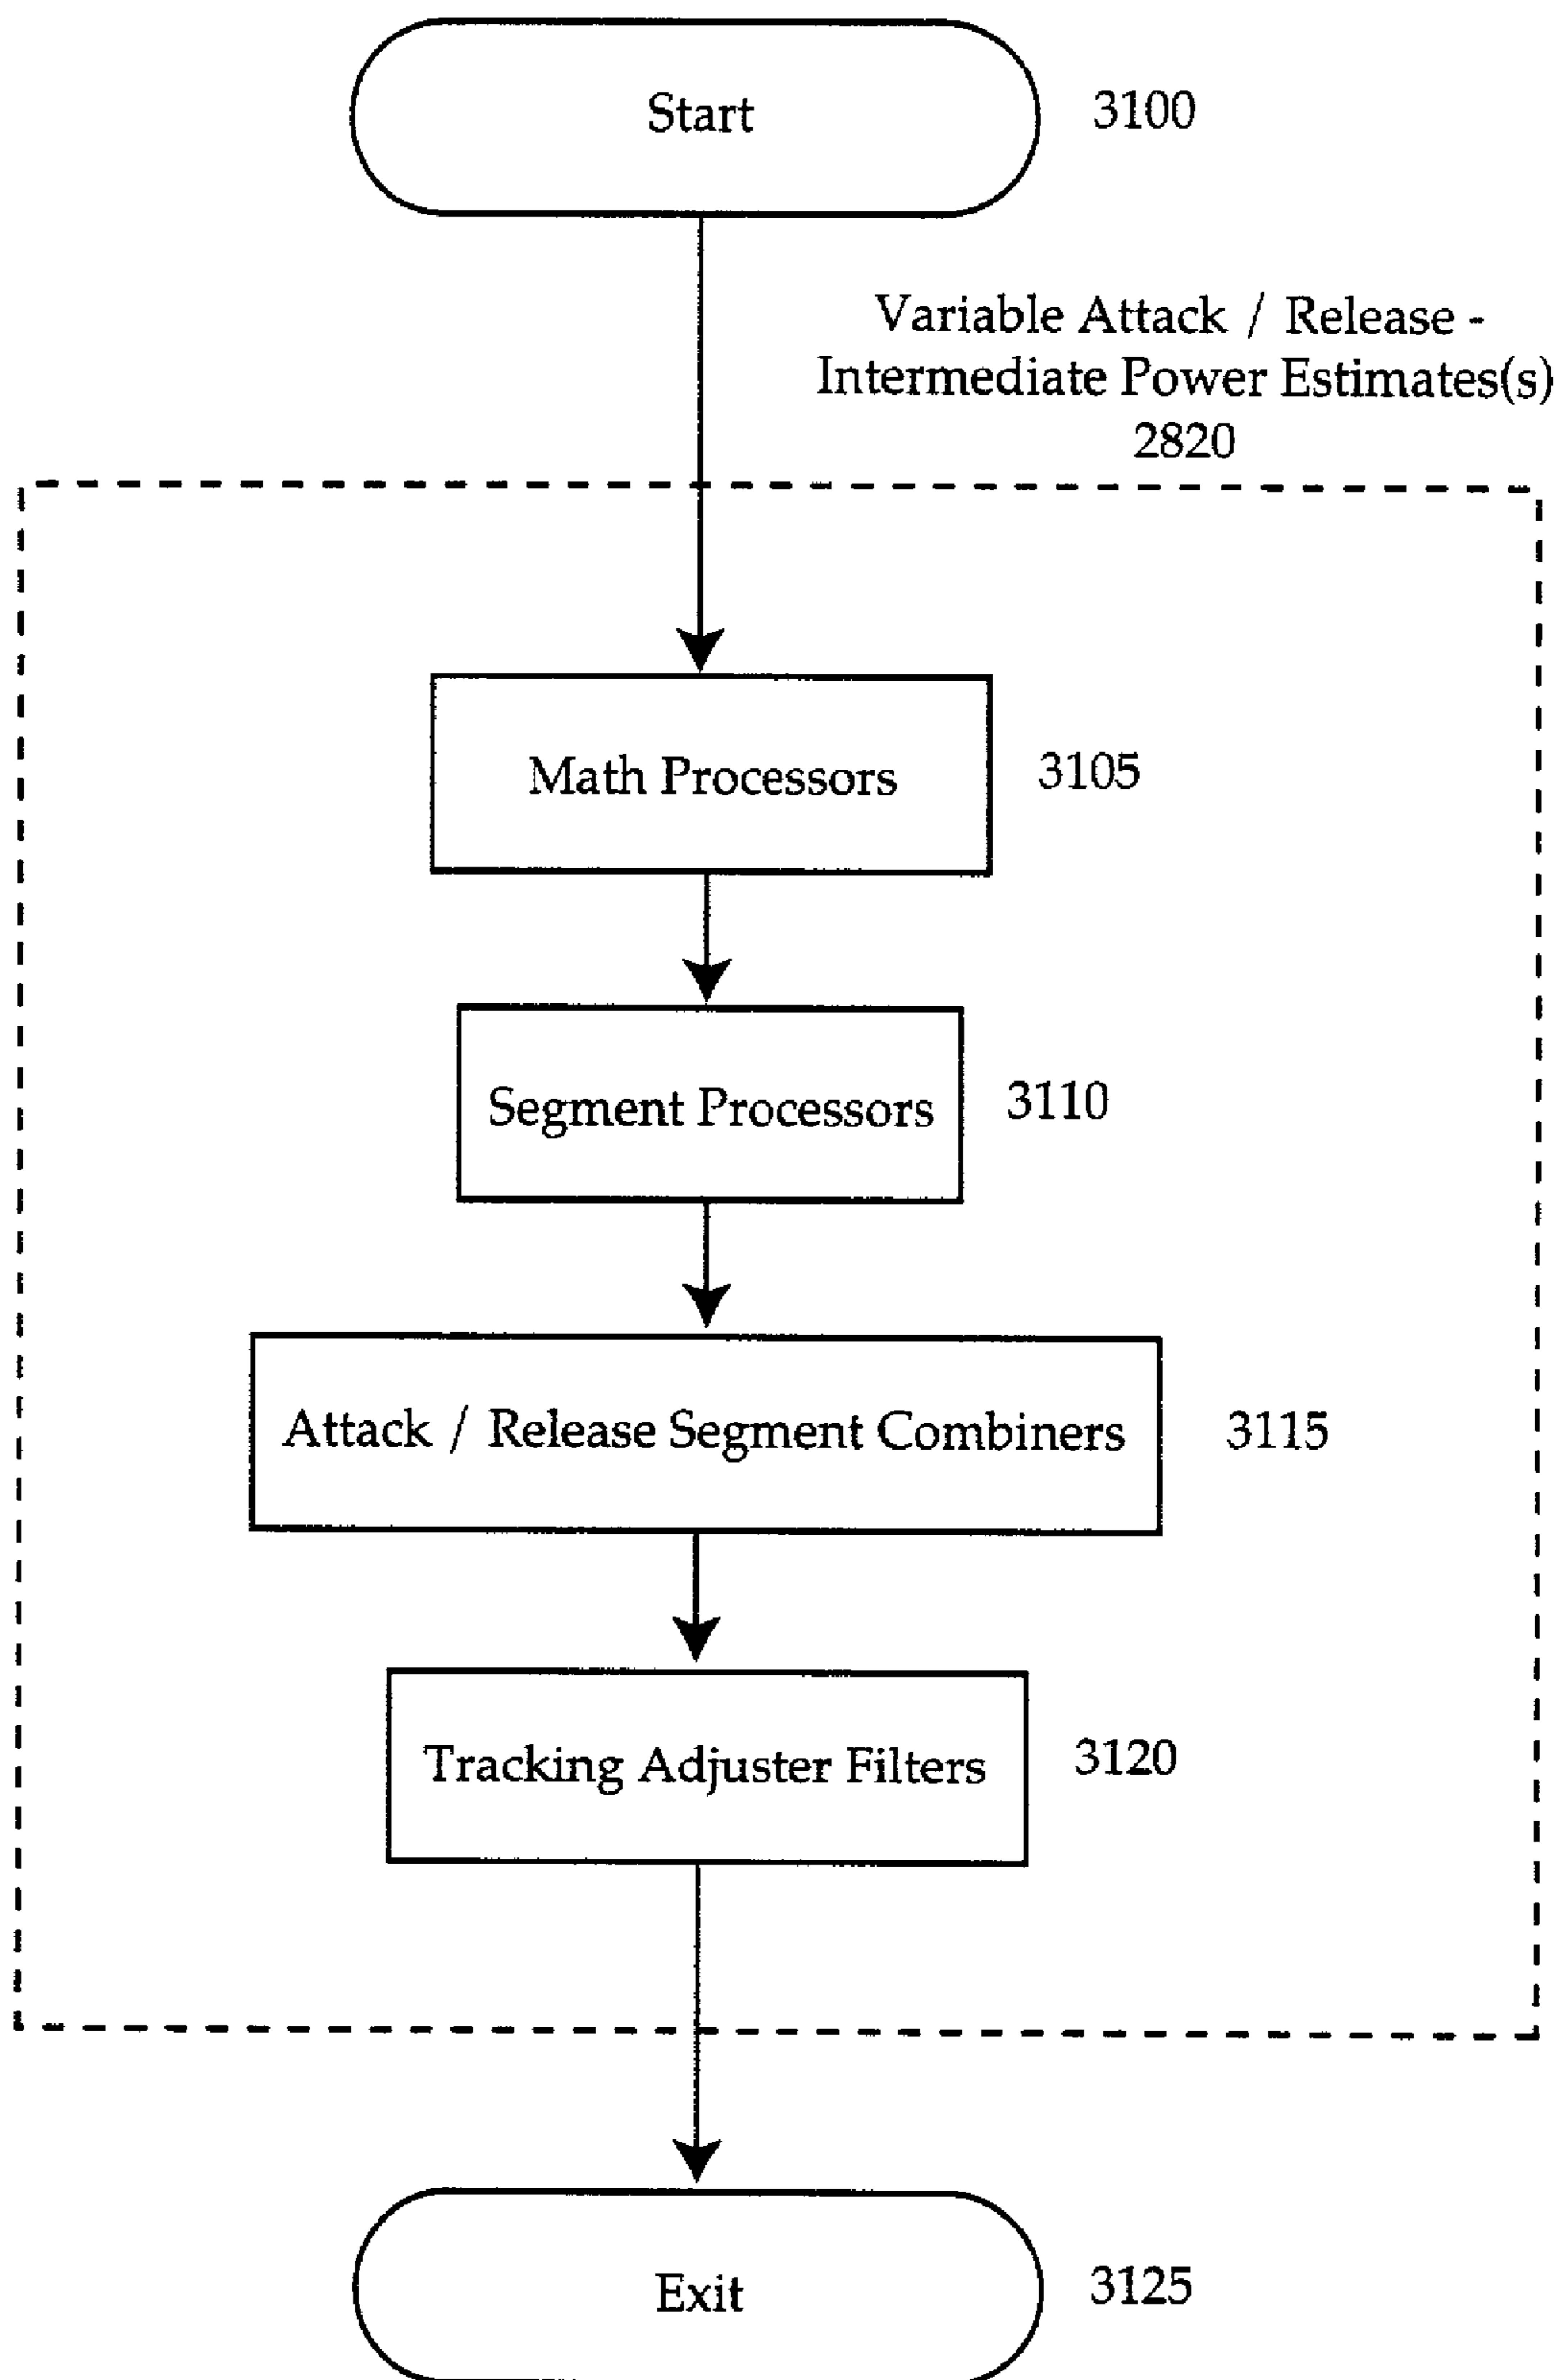 Start
3100
Variable Attack / Release -
Intermediate Power Estimates(s)
2820
Math Processors
3105
Segment Processors
3110
Attack / Release Segment Combiners
3115
Tracking Adjuster Filters
3120
Exit
3125